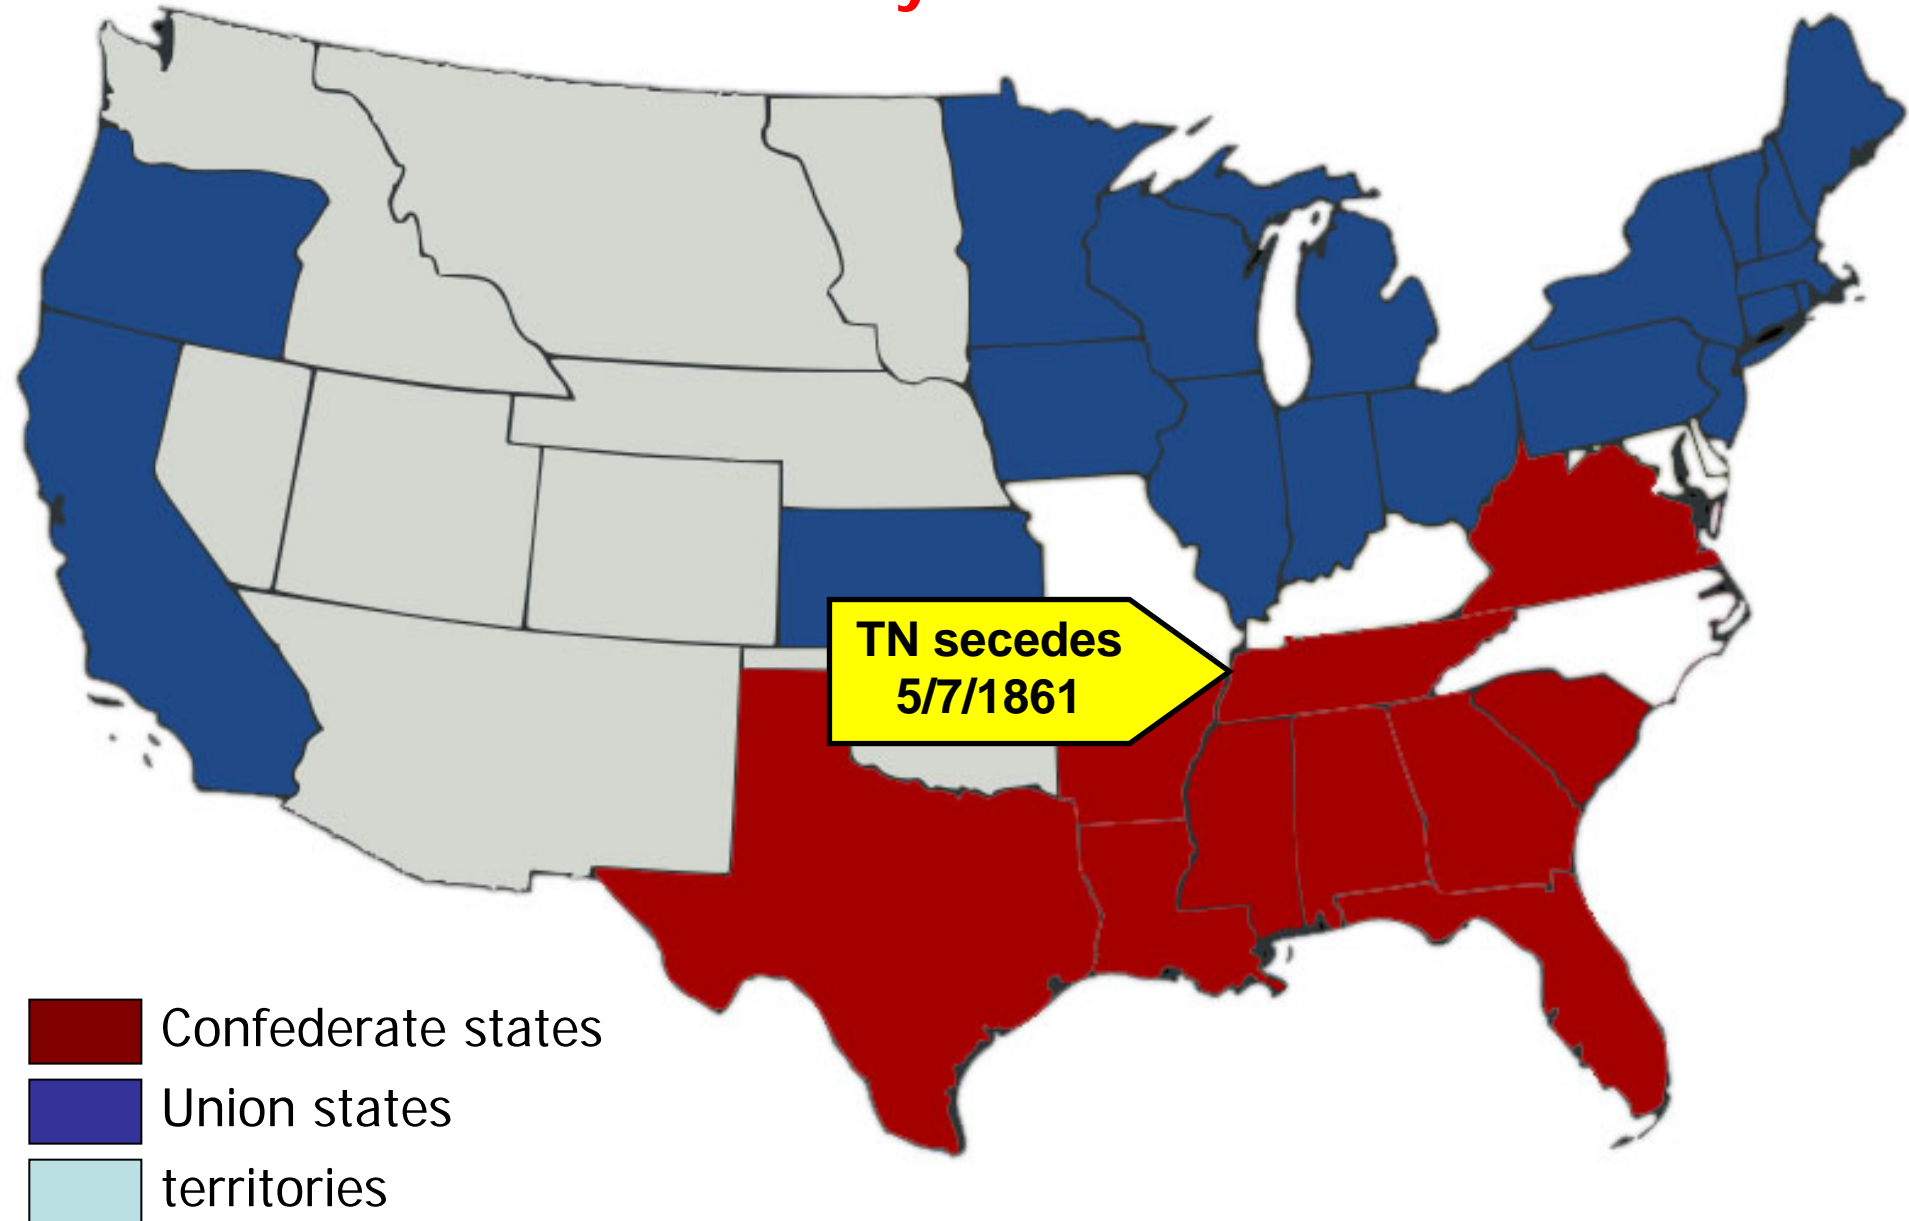 TN secedes
5/7/1861
Confederate states
Union states
territories